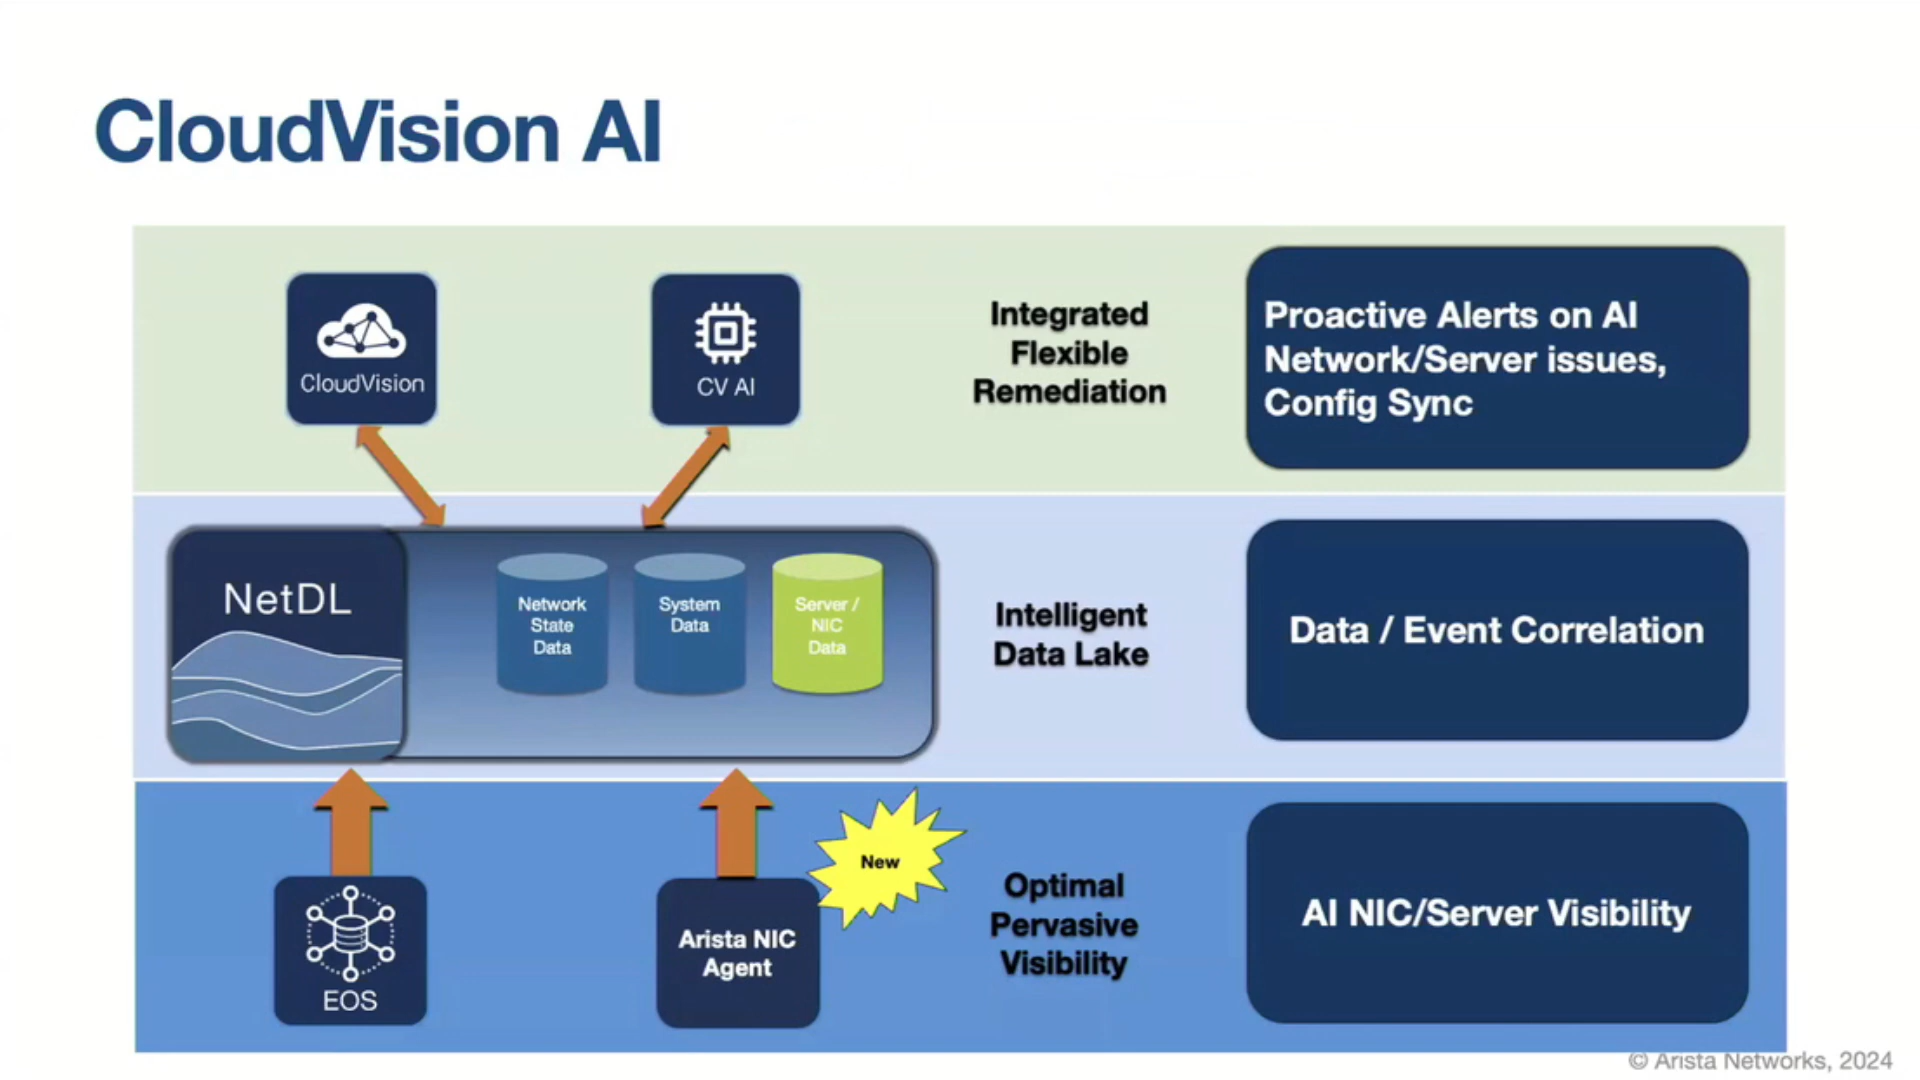 CloudVision AI
CloudVision
CV AI
Integrated
Flexible
Remediation
Proactive Alerts on AI
Network/Server issues,
Config Sync
NetDL
Network
State
Data
System
Data
Server /
NIC
Data
Intelligent
Data Lake
Data / Event Correlation
EOS
Arista NIC
Agent
New
Optimal
Pervasive
Visibility
AI NIC/Server Visibility
© Arista Networks, 2024